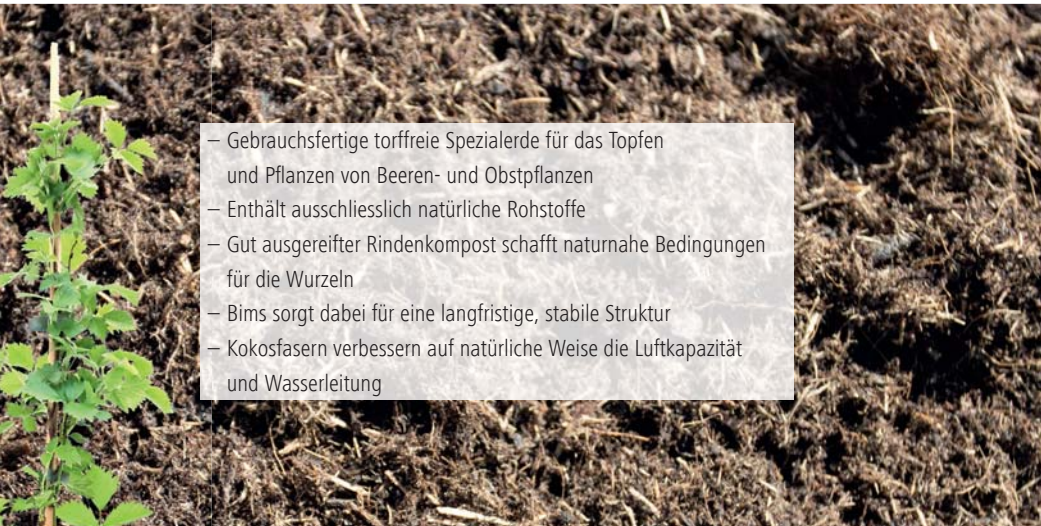 – Gebrauchsfertige torffreie Spezialerde für das Topfen
und Pflanzen von Beeren- und Obstpflanzen
– Enthält ausschliesslich natürliche Rohstoffe
– Gut ausgereifter Rindenkompost schafft naturnahe Bedingungen
für die Wurzeln
– Bims sorgt dabei für eine langfristige, stabile Struktur
– Kokosfasern verbessern auf natürliche Weise die Luftkapazität
und Wasserleitung